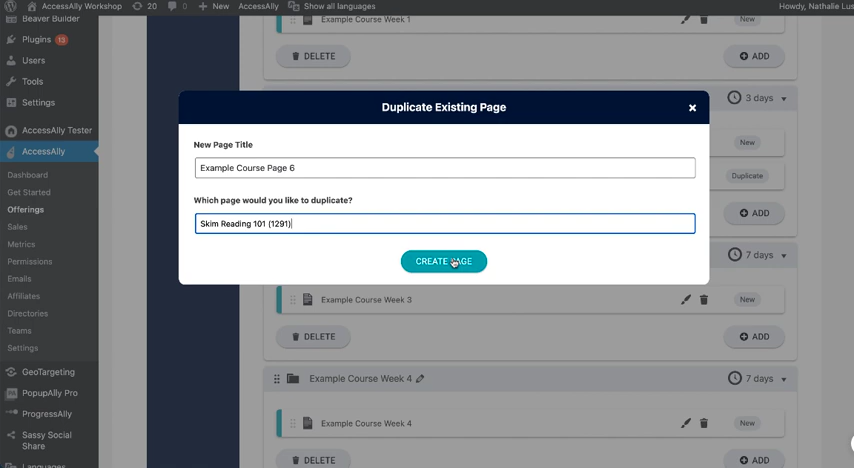 AccessAlly Workshop 20 0 New AccessAlly Show all languages Howdy, Nathalie Lus
Beaver Builder
Plugins 13
Users
Tools
Settings
AccessAlly Tester
AccessAlly
Dashboard
Get Started
Offerings
Sales
Metrics
Permissions
Emails
Affiliates
Directories
Teams
Settings
GeoTargeting
PopupAlly Pro
ProgressAlly
Sassy Social
Share
Languages
Example Course Week 1 New
DELETE ADD
3 days
New
Duplicate
ADD
Duplicate Existing Page
New Page Title
Example Course Page 6
Which page would you like to duplicate?
Skim Reading 101 (1291)
CREATE PAGE
7 days
Example Course Week 3 New
DELETE ADD
Example Course Week 4 7 days
Example Course Week 4 New
DELETE ADD